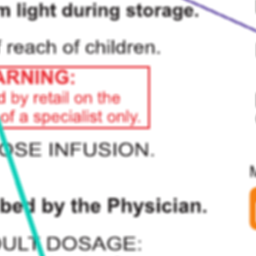 m light during storage.
f reach of children.
ARNING:
d by retail on the
of a specialist only.
OSE INFUSION.
bed by the Physician.
ULT DOSAGE: